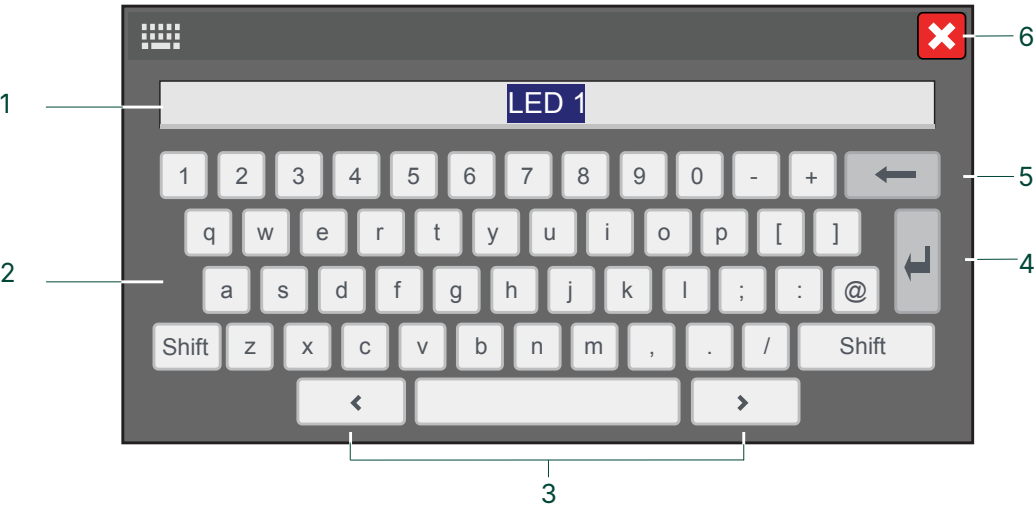 6
1
LED 1
1 2 3 4 5 6 7 8 9 0 - +
5
q w e r t y u i o p [ ]
4
2
a s d f g h j k l ; : @
Shift z x c v b n m , . / Shift
3